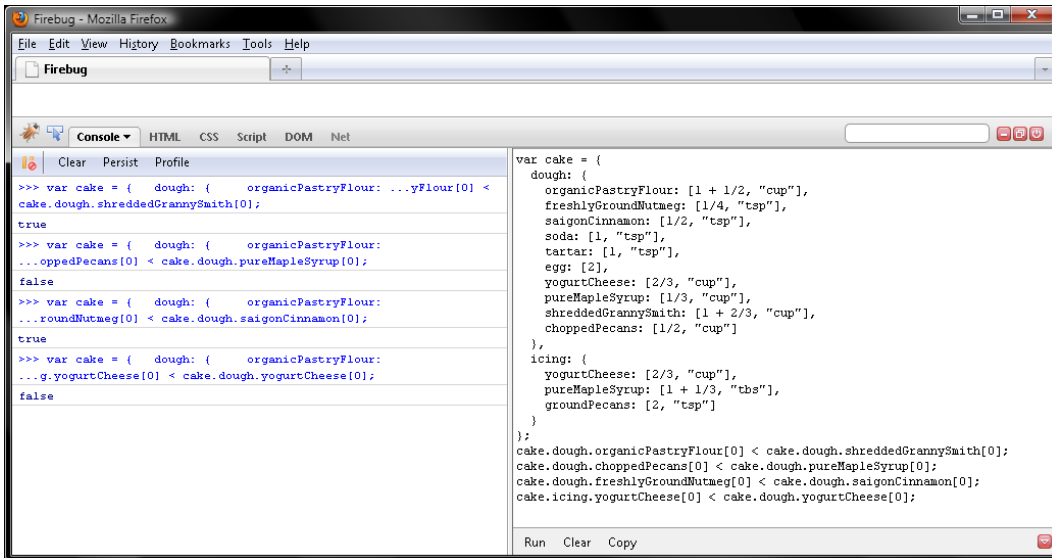 Firebug - Mozilla Firefox
File Edit View History Bookmarks Tools Help
Firebug
Console HTML CSS Script DOM Net
Clear Persist Profile
>>> var cake = { dough: { organicPastryFlour: ...yFlour[0] <
cake.dough.shreddedGrannySmith[0];
true
>>> var cake = { dough: { organicPastryFlour:
...oppedPecans[0] < cake.dough.pureMapleSyrup[0];
false
>>> var cake = { dough: { organicPastryFlour:
...roundNutmeg[0] < cake.dough.saigonCinnamon[0];
true
>>> var cake = { dough: { organicPastryFlour:
...g.yogurtCheese[0] < cake.dough.yogurtCheese[0];
false
var cake = {
dough: {
organicPastryFlour: [1 + 1/2, "cup"],
freshlyGroundNutmeg: [1/4, "tsp"],
saigonCinnamon: [1/2, "tsp"],
soda: [1, "tsp"],
tartar: [1, "tsp"],
egg: [2],
yogurtCheese: [2/3, "cup"],
pureMapleSyrup: [1/3, "cup"],
shreddedGrannySmith: [1 + 2/3, "cup"],
choppedPecans: [1/2, "cup"]
},
icing: {
yogurtCheese: [2/3, "cup"],
pureMapleSyrup: [1 + 1/3, "tbs"],
groundPecans: [2, "tsp"]
}
};
cake.dough.organicPastryFlour[0] < cake.dough.shreddedGrannySmith[0];
cake.dough.choppedPecans[0] < cake.dough.pureMapleSyrup[0];
cake.dough.freshlyGroundNutmeg[0] < cake.dough.saigonCinnamon[0];
cake.icing.yogurtCheese[0] < cake.dough.yogurtCheese[0];
Run Clear Copy